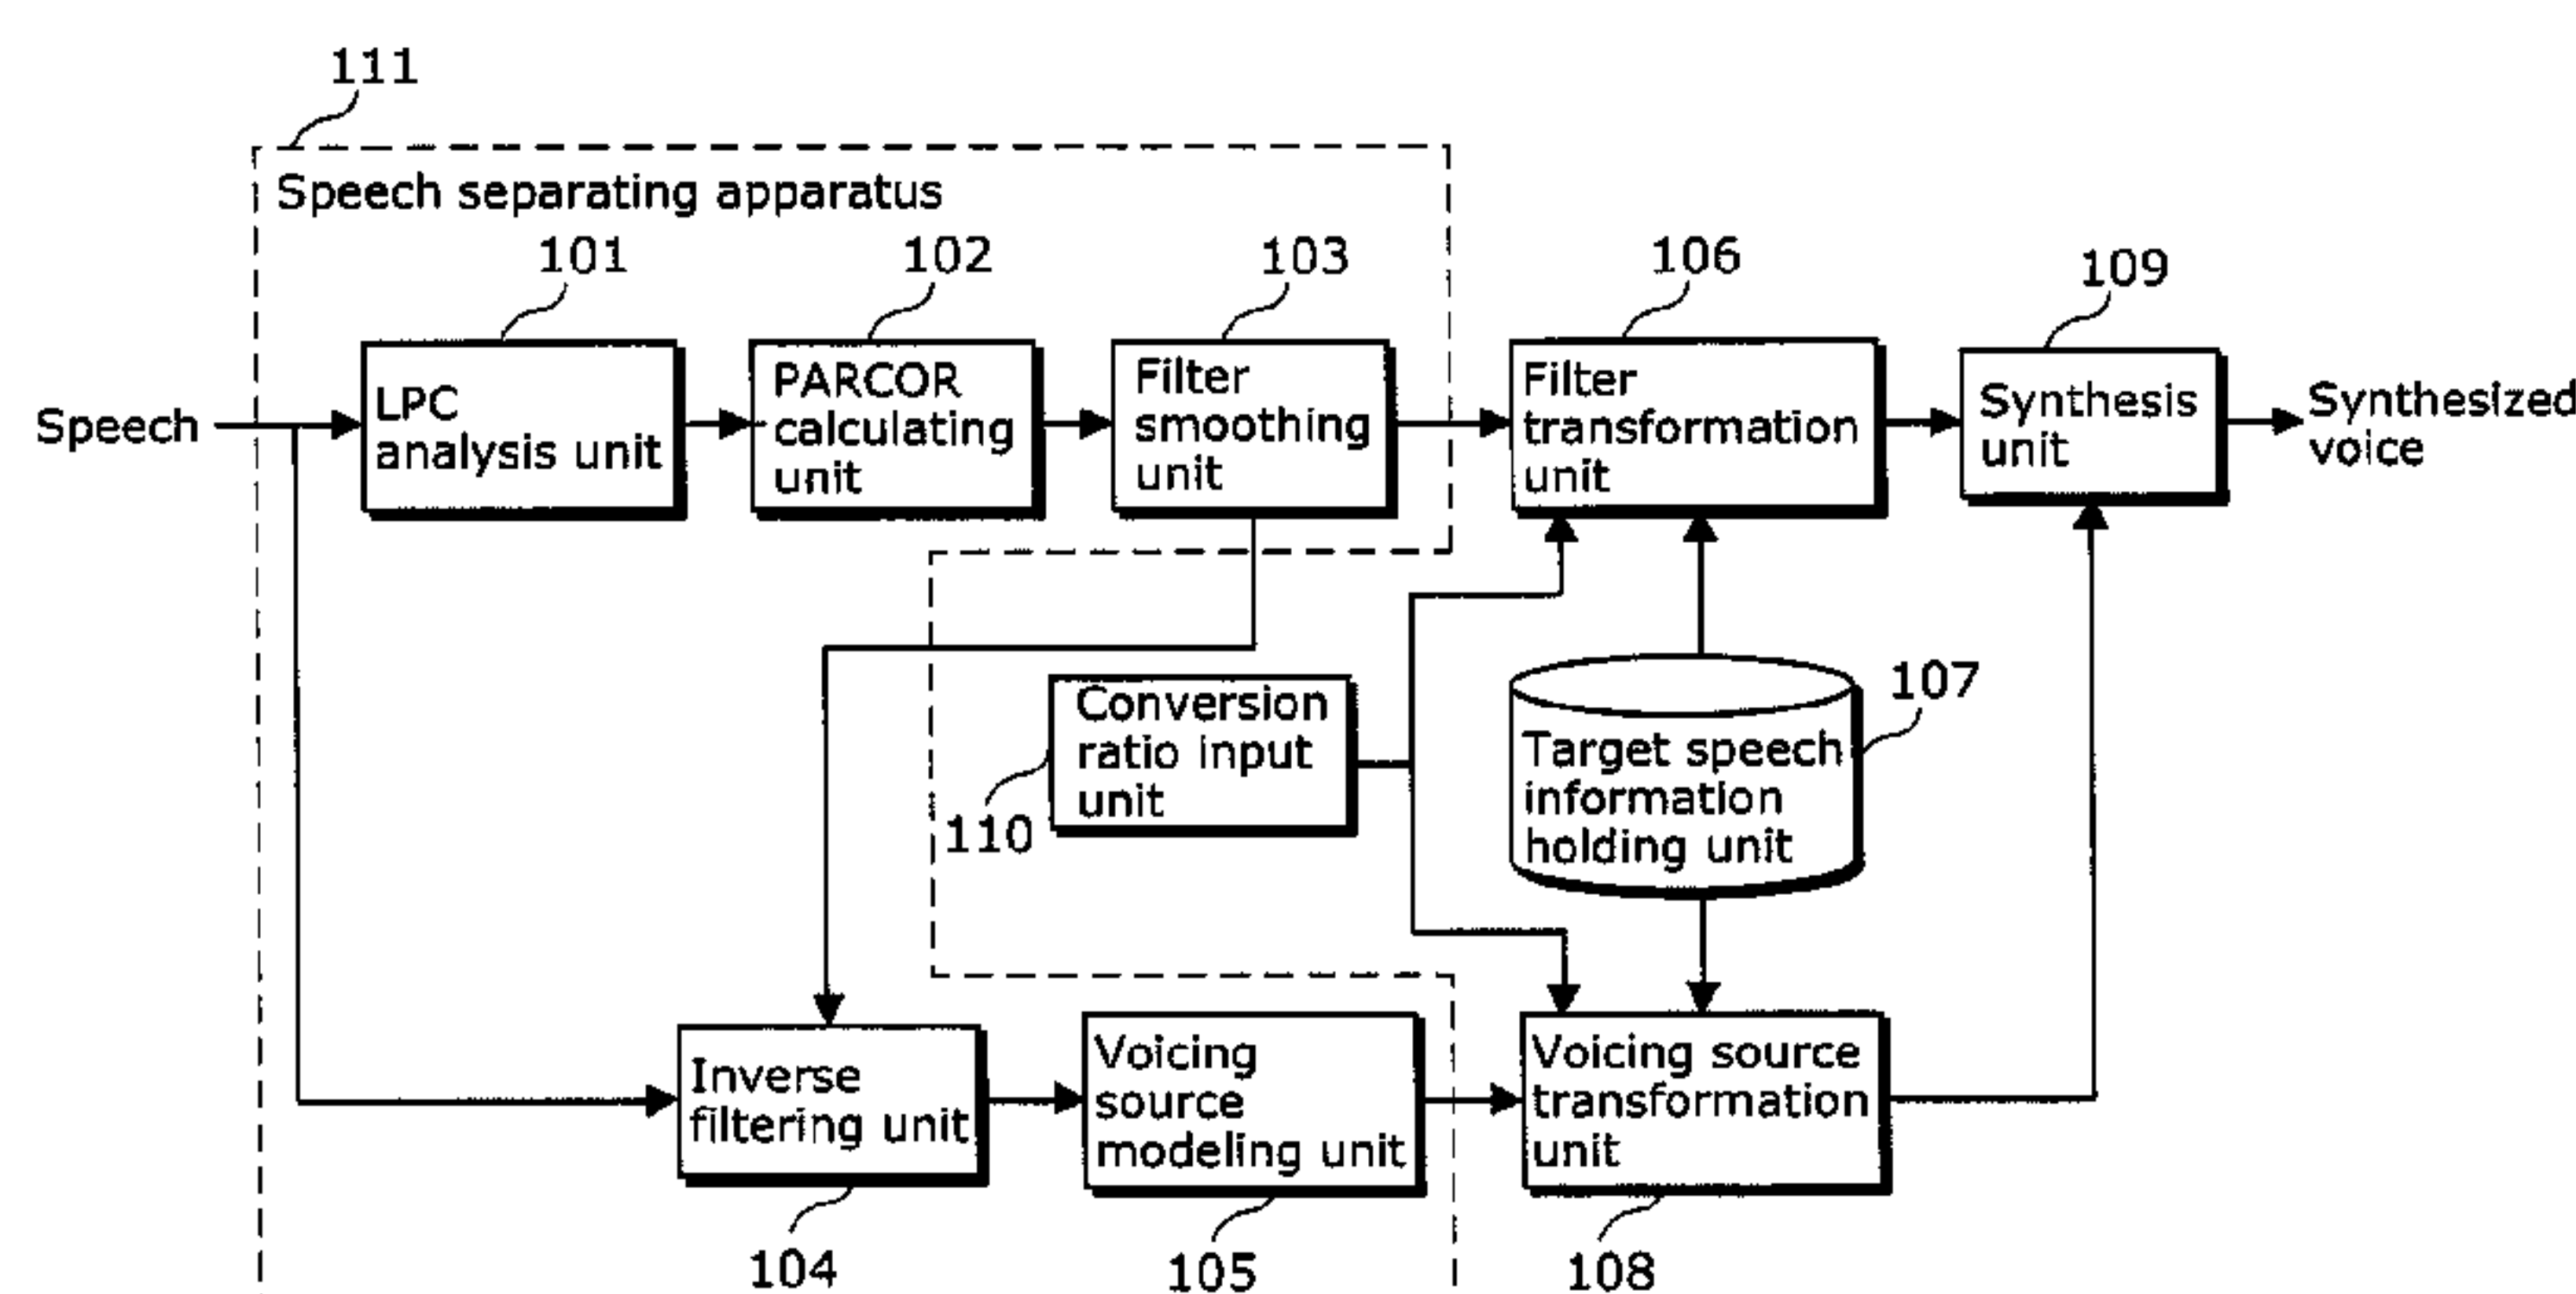 111
Speech separating apparatus
101
102
103
106
109
Speech
LPC
analysis unit
PARCOR
calculating
unit
Filter
smoothing
unit
Filter
transformation
unit
Synthesis
unit
Synthesized
voice
Conversion
ratio input
unit
110
Target speech
information
holding unit
107
Inverse
filtering unit
Voicing
source
modeling unit
Voicing source
transformation
unit
104
105
108